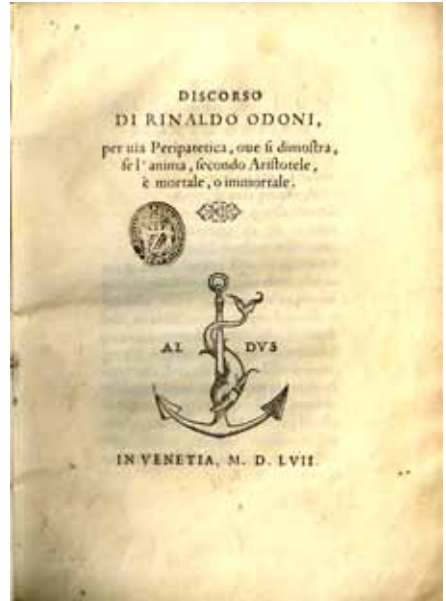 DISCORSO
DI RINALDO ODONI,
per uia Peripatetica, oue si dimostra,
se l'anima, secondo Aristotele,
è mortale, o immortale.
AL DVS
IN VENETIA, M. D. LVII